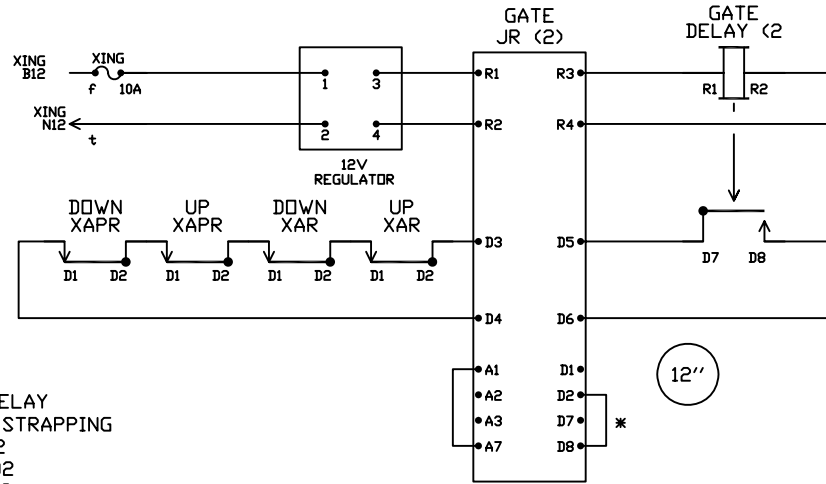 GATE
JR (2)
GATE
DELAY (2
XING
B12
XING
f 10A
1 3
R1 R3
R1 R2
XING
N12
t
2 4
R2 R4
12V
REGULATOR
DOWN
XAPR
UP
XAPR
DOWN
XAR
UP
XAR
D1 D2 D1 D2 D1 D2 D1 D2
D3 D5
D7 D8
D4 D6
A1 D1
12''
A2 D2
A3 D7 *
A7 D8
ELAY
STRAPPING
2